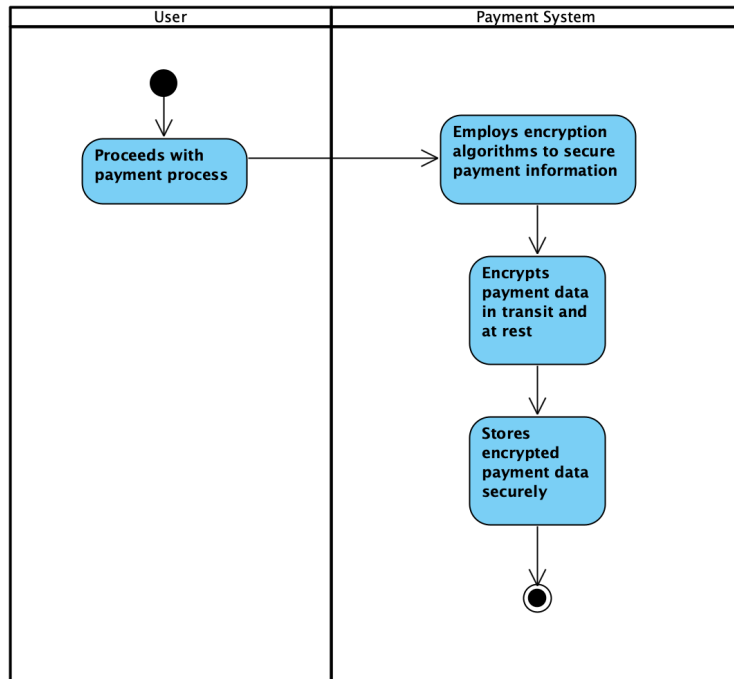 User
Payment System
Proceeds with
payment process
Employs encryption
algorithms to secure
payment information
Encrypts
payment data
in transit and
at rest
Stores
encrypted
payment data
securely